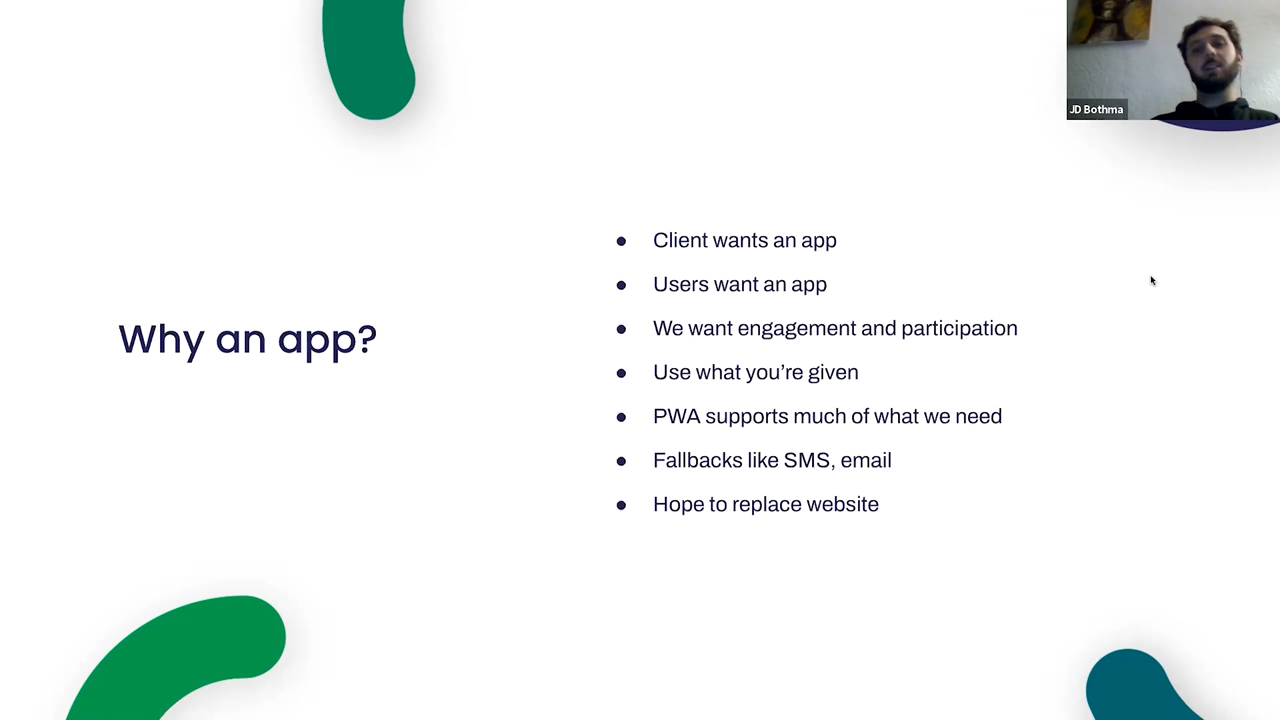 JD Bothma
Why an app?
Client wants an app
Users want an app
We want engagement and participation
Use what you’re given
PWA supports much of what we need
Fallbacks like SMS, email
Hope to replace website